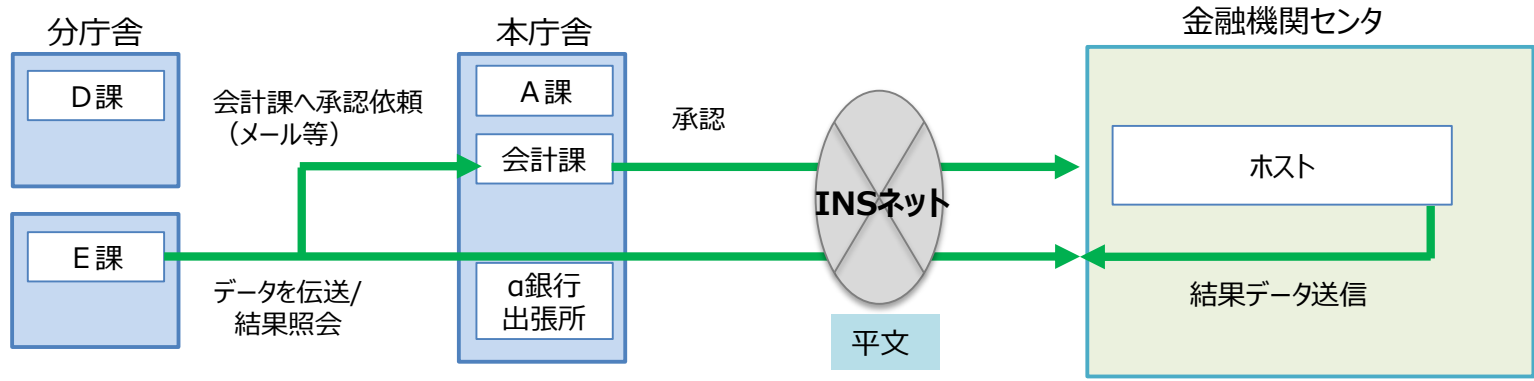 分庁舎
D課
E課
会計課へ承認依頼
（メール等）
データを伝送/
結果照会
本庁舎
A課
会計課
α銀行
出張所
承認
INSネット
平文
金融機関センタ
ホスト
結果データ送信